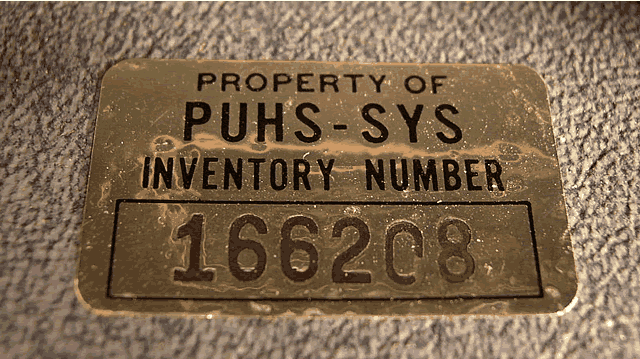 PROPERTY OF
PUHS-SYS
INVENTORY NUMBER
166208